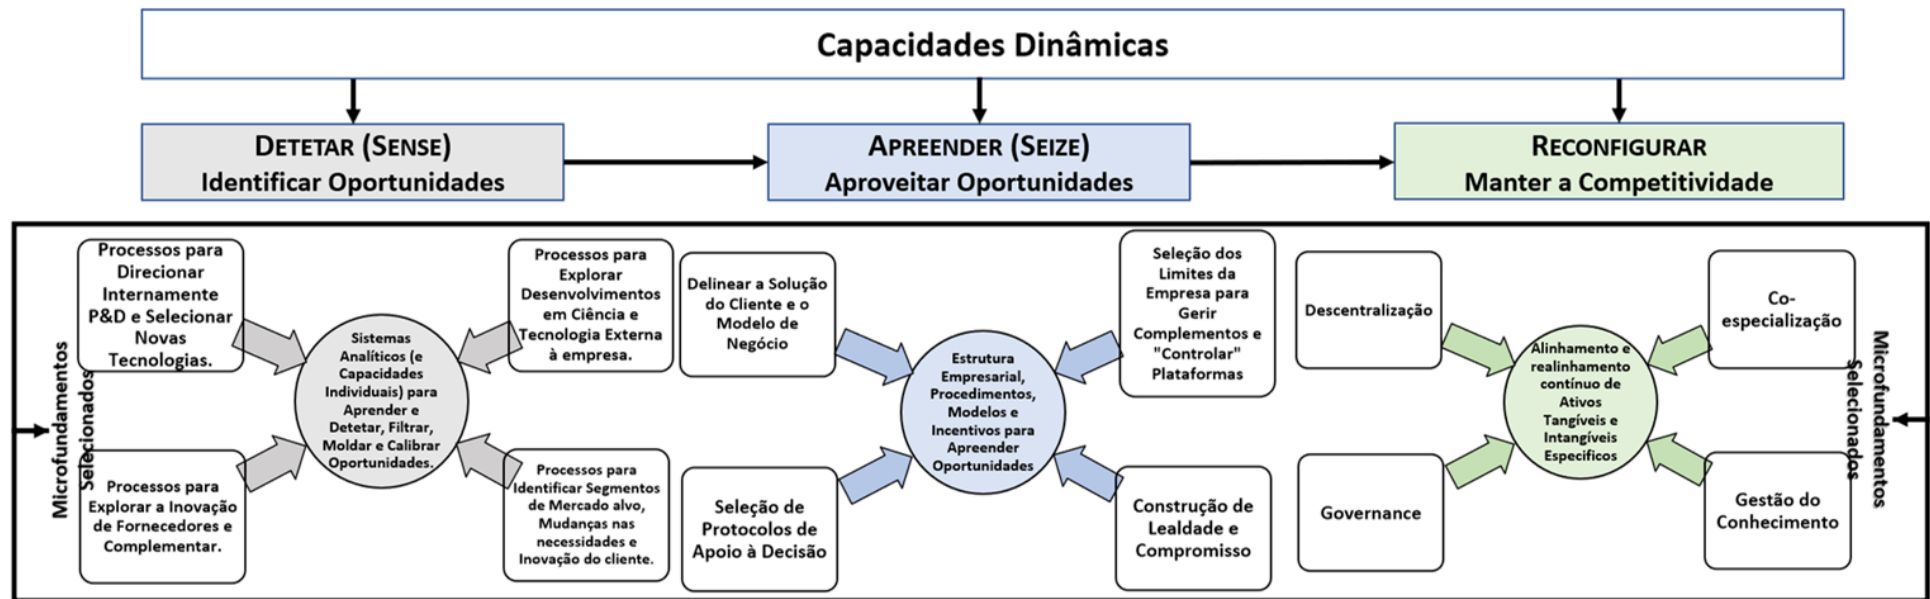 Capacidades Dinâmicas
DETETAR (SENSE)
Identificar Oportunidades
APREENDER (SEIZE)
Aproveitar Oportunidades
RECONFIGURAR
Manter a Competitividade
Microfundamentos
Selecionados
Processos para
Direcionar
Internamente
P&D e Selecionar
Novas
Tecnologias.
Processos para
Explorar
Desenvolvimentos
em Ciência e
Tecnologia Externa
à empresa.
Sistemas
Analíticos (e
Capacidades
Individuais) para
Aprender e
Detetar, Filtrar,
Moldar e Calibrar
Oportunidades.
Processos para
Explorar a Inovação
de Fornecedores e
Complementar.
Processos para
Identificar Segmentos
de Mercado alvo,
Mudanças nas
necessidades e
Inovação do cliente.
Delinear a Solução
do Cliente e o
Modelo de
Negócio
Seleção dos
Limites da
Empresa para
Gerir
Complementos e
"Controlar"
Plataformas
Estrutura
Empresarial,
Procedimentos,
Modelos e
Incentivos para
Apreender
Oportunidades
Seleção de
Protocolos de
Apoio à Decisão
Construção de
Lealdade e
Compromisso
Descentralização
Co-
especialização
Alinhamento e
realinhamento
contínuo de
Ativos
Tangíveis e
Intangíveis
Especificos
Governance
Gestão do
Conhecimento
Microfundamentos
Selecionados